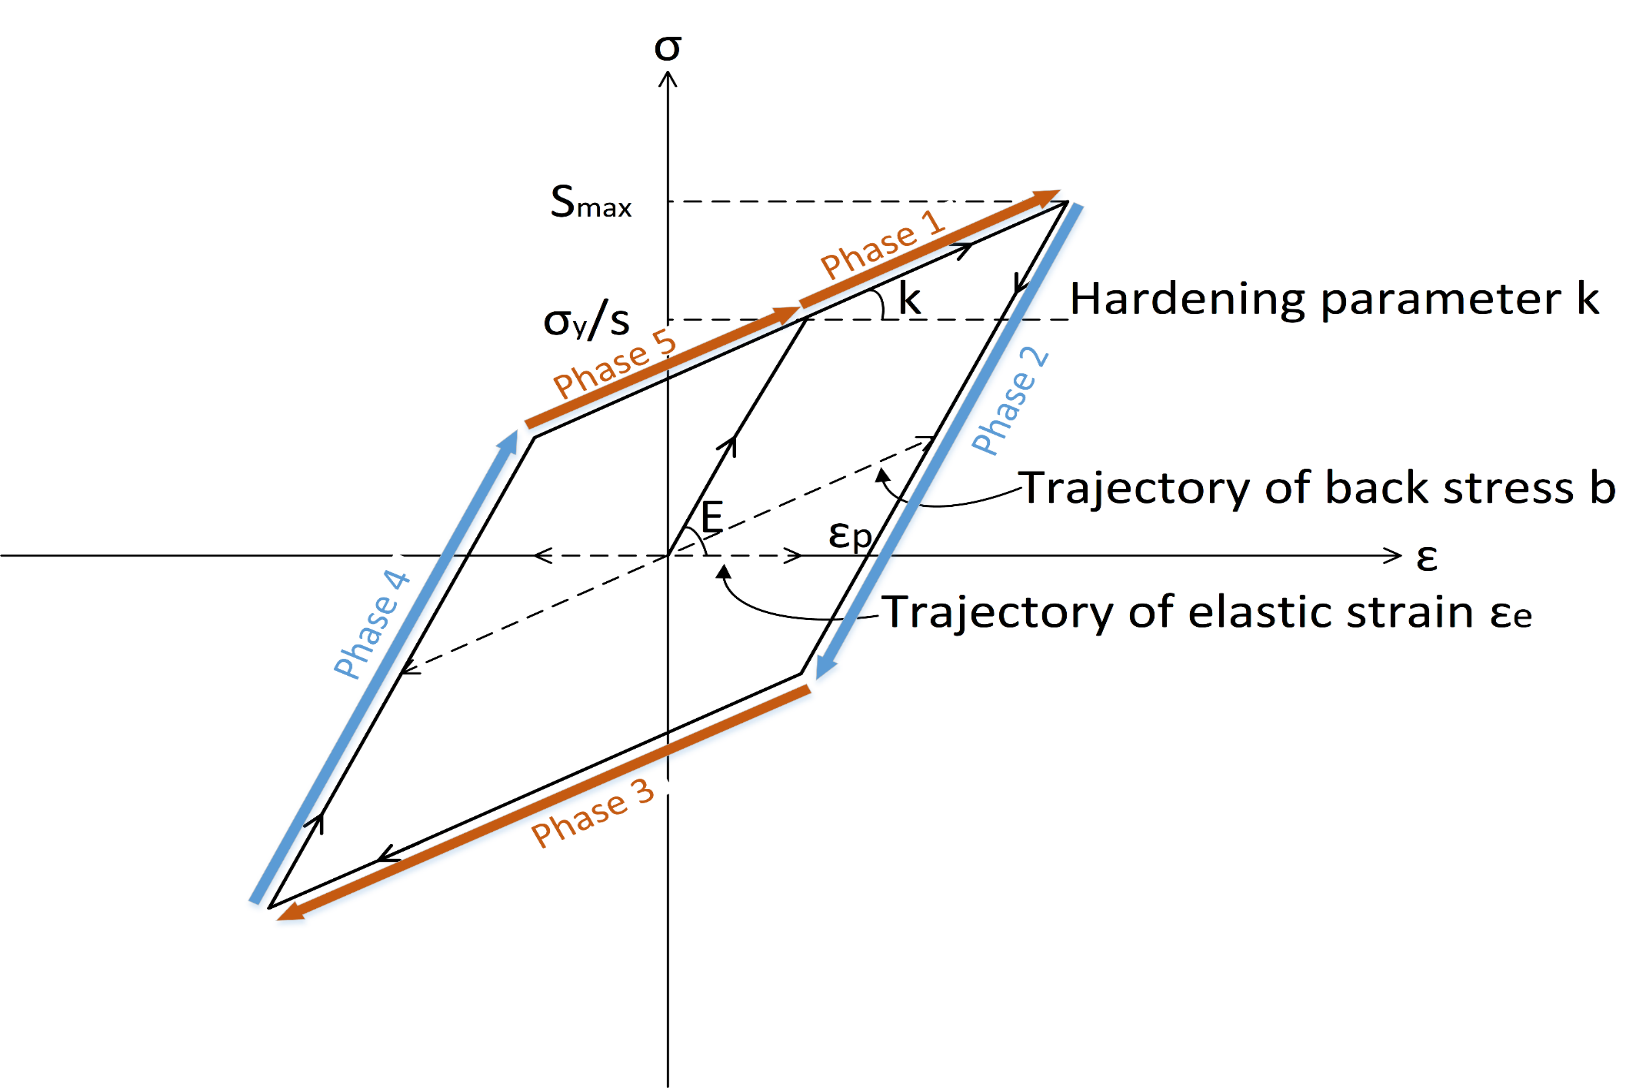 σ
Smax
Phase 1
k
Hardening parameter k
σy/s
Phase 5
Phase 2
Trajectory of back stress b
E
εp
ε
Phase 4
Trajectory of elastic strain εe
Phase 3